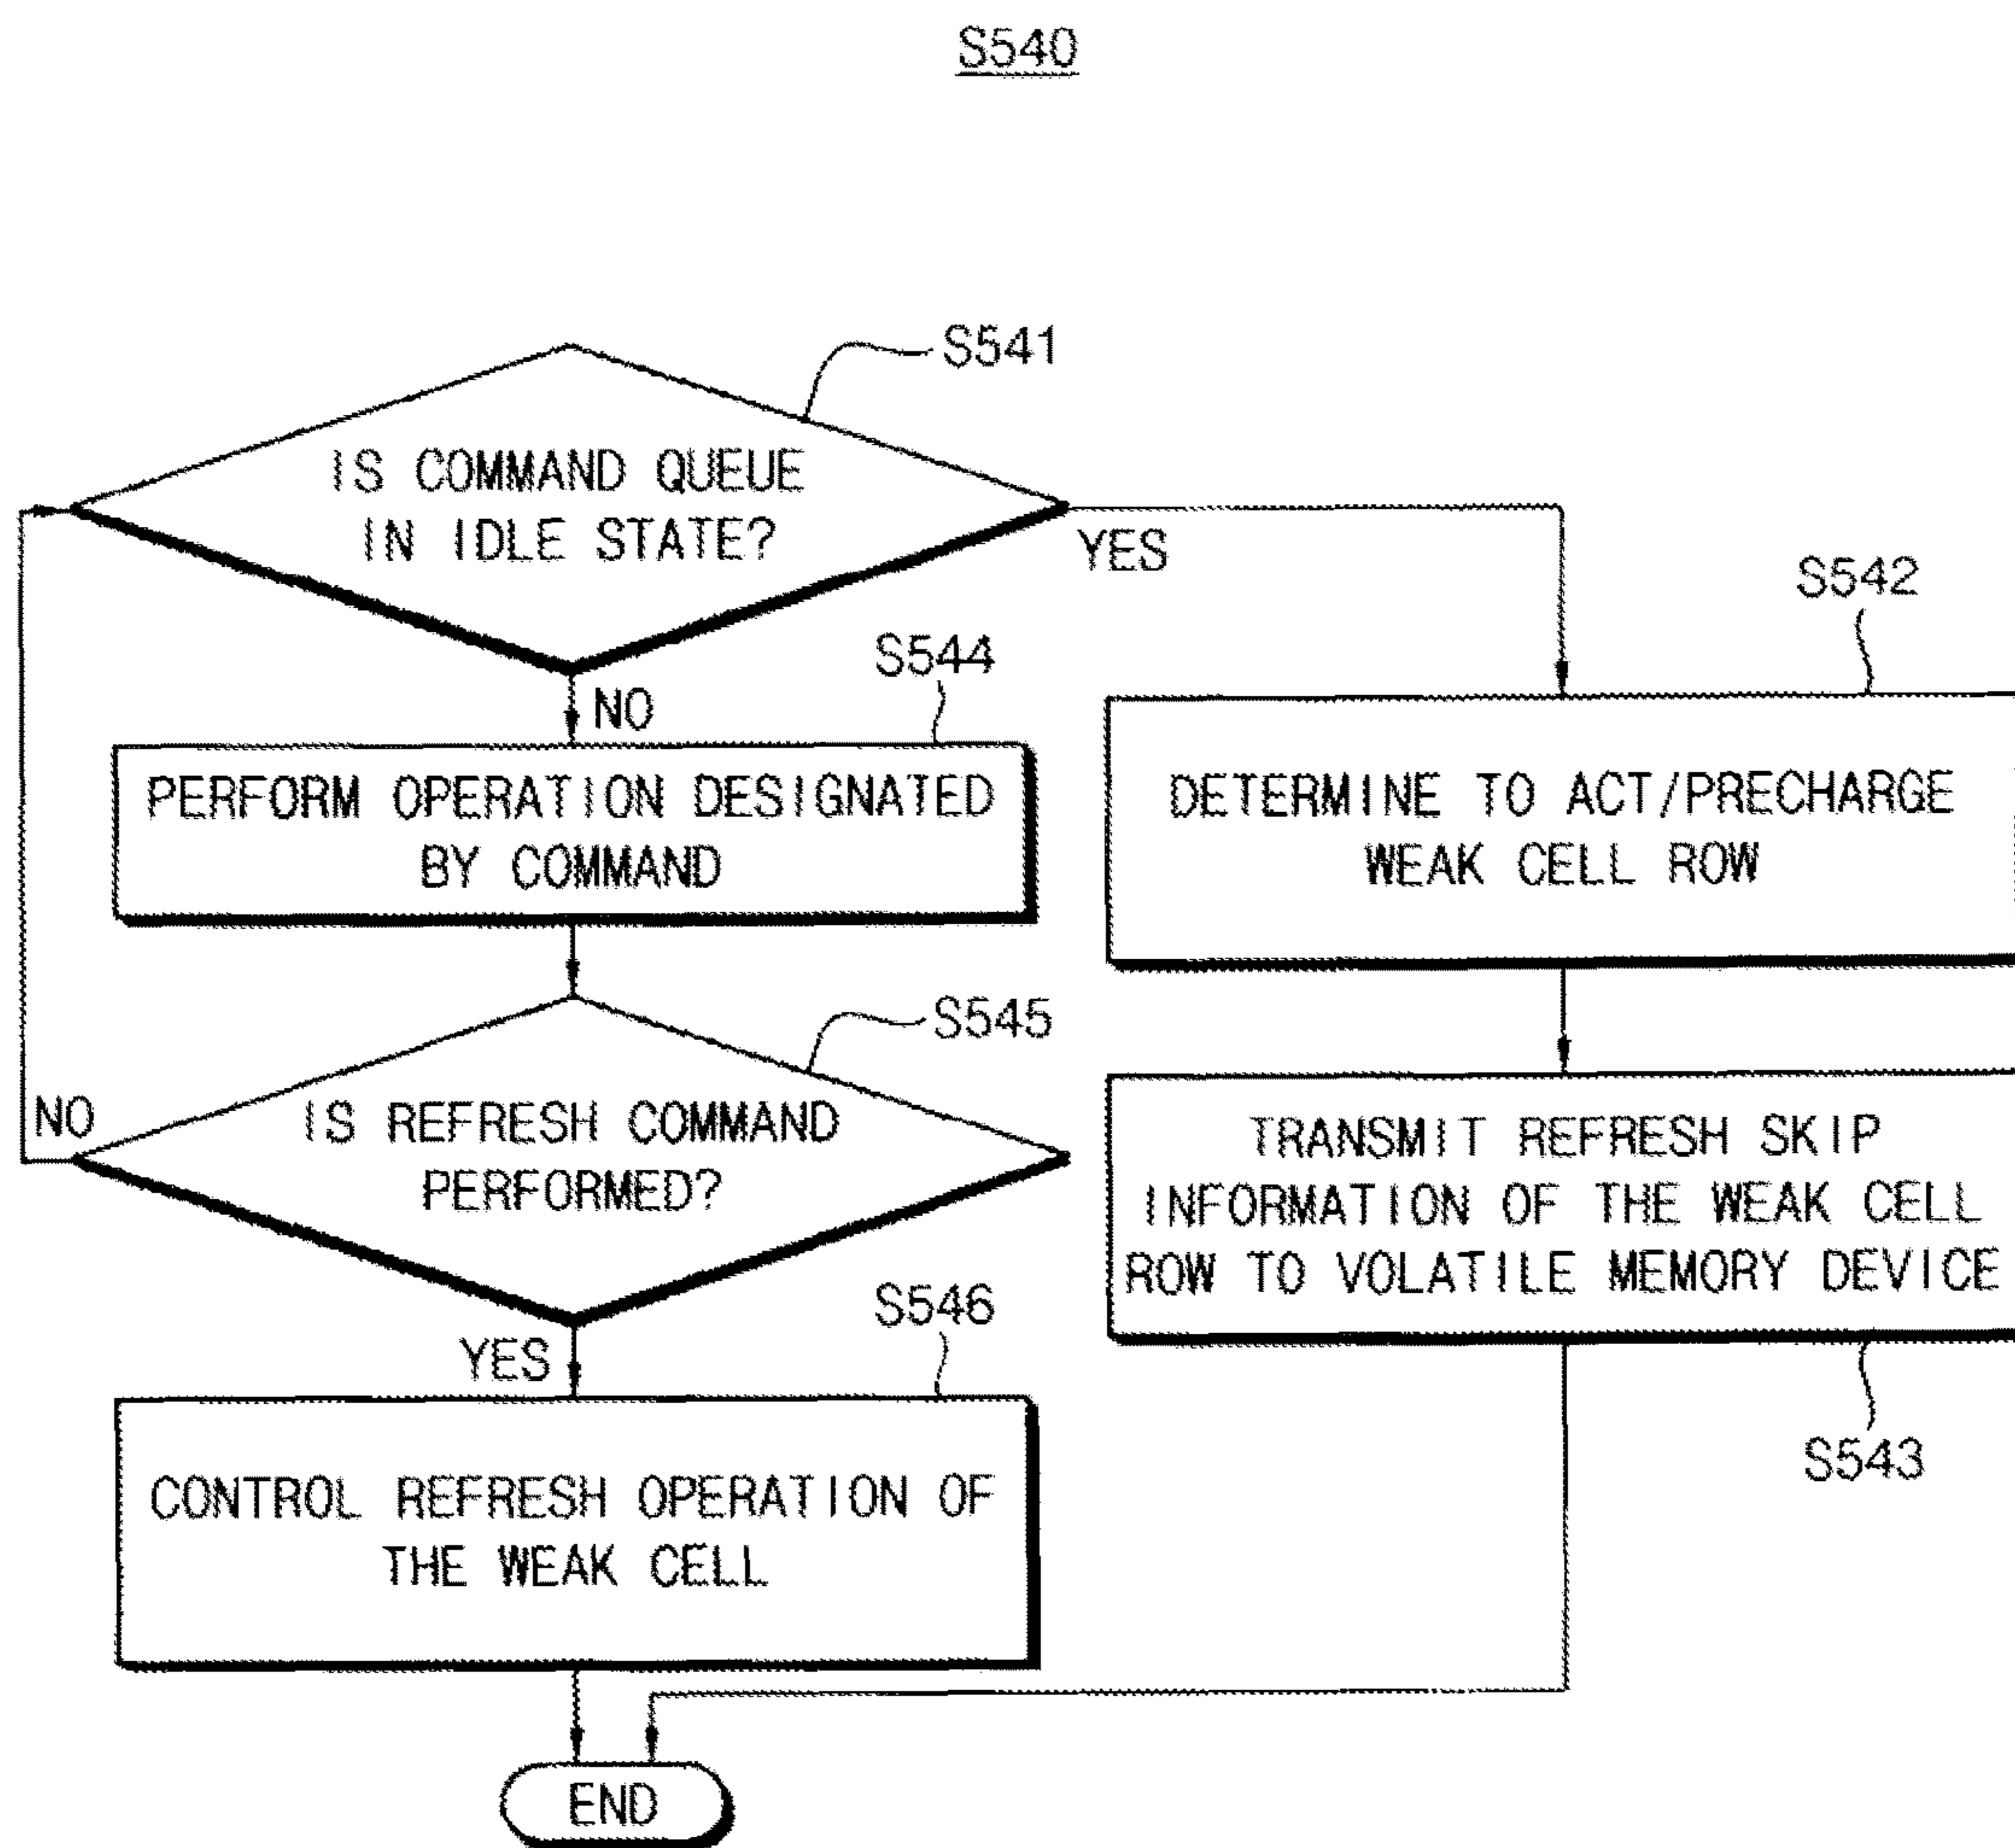 S540
S541
IS COMMAND QUEUE
IN IDLE STATE?
YES
S542
S544
NO
PERFORM OPERATION DESIGNATED
BY COMMAND
DETERMINE TO ACT/PRECHARGE
WEAK CELL ROW
S545
NO
IS REFRESH COMMAND
PERFORMED?
TRANSMIT REFRESH SKIP
INFORMATION OF THE WEAK CELL
ROW TO VOLATILE MEMORY DEVICE
S546
YES
S543
CONTROL REFRESH OPERATION OF
THE WEAK CELL
END